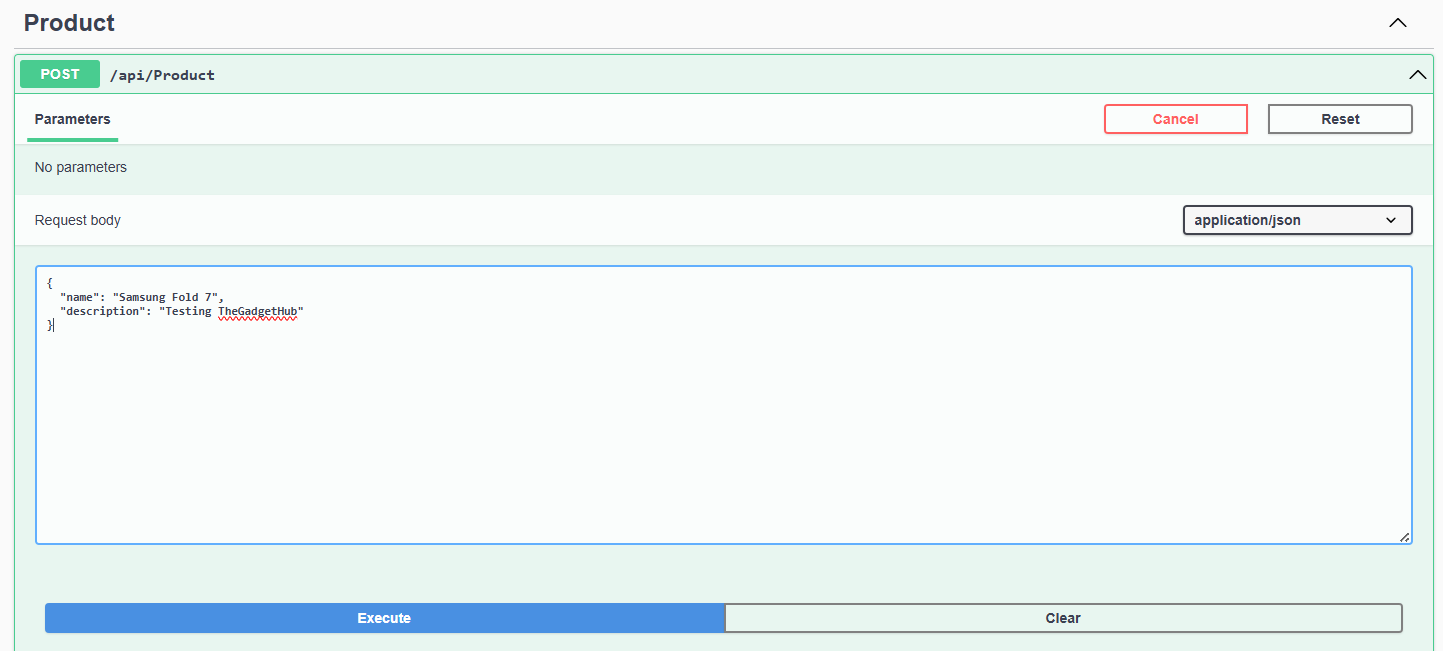 Product
POST /api/Product
Parameters Cancel Reset
No parameters
Request body application/json
{
  "name": "Samsung Fold 7",
  "description": "Testing TheGadgetHub"
}
Execute Clear